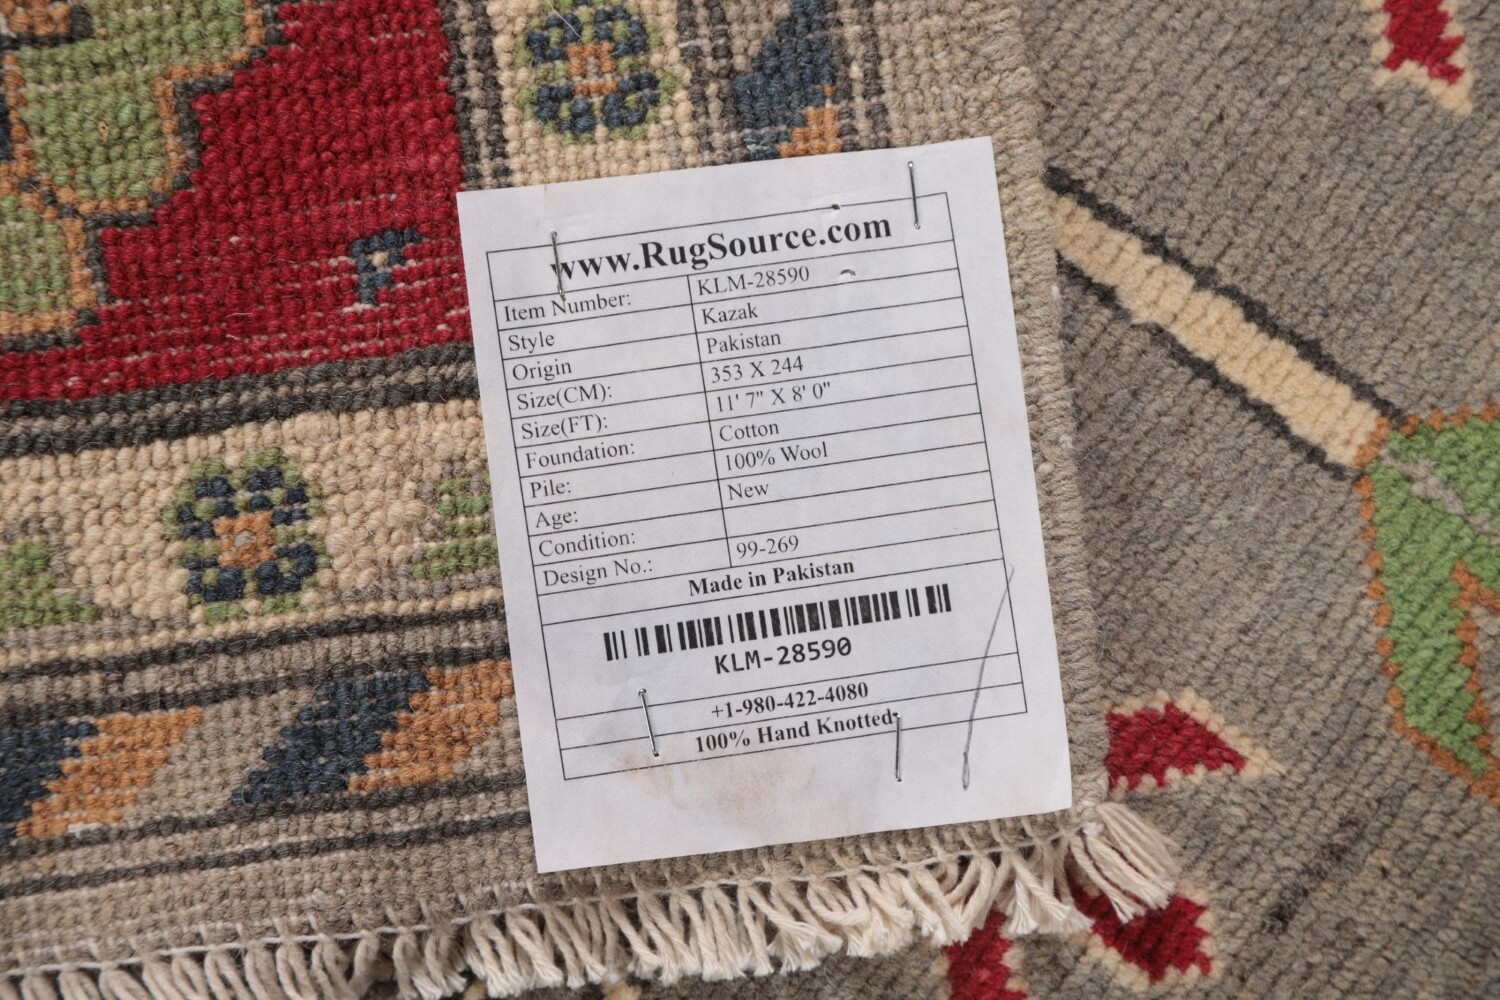 www.RugSource.com
Item Number: KLM-28590
Style Kazak
Origin Pakistan
Size(CM): 353 X 244
Size(FT): 11' 7" X 8' 0"
Foundation: Cotton
Pile: 100% Wool
Age: New
Condition:
Design No.: 99-269
Made in Pakistan
KLM-28590
+1-980-422-4080
100% Hand Knotted